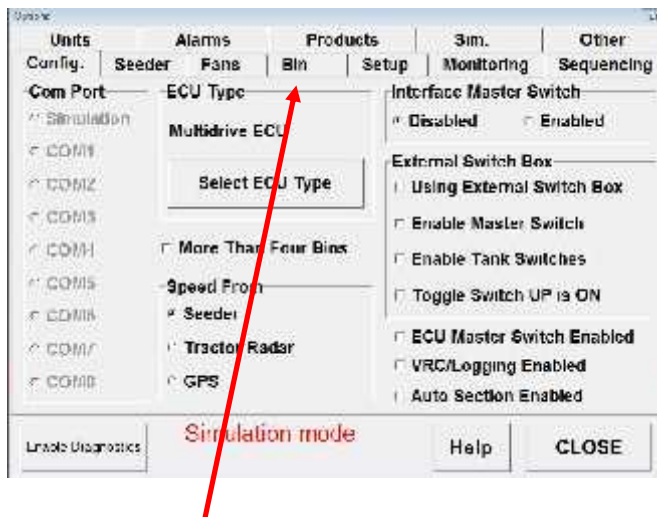 Options
Units Alarms Products Sim. Other
Config. Seeder Fans Bin Setup Monitoring Sequencing
Com Port
Simulation
COM1
COM2
COM3
COM4
COM5
COM6
COM7
COM8
ECU Type
Multidrive ECU
Select ECU Type
More Than Four Bins
Speed From
Seeder
Tractor Radar
GPS
Interface Master Switch
Disabled Enabled
External Switch Box
Using External Switch Box
Enable Master Switch
Enable Tank Switches
Toggle Switch UP is ON
ECU Master Switch Enabled
VRC/Logging Enabled
Auto Section Enabled
Enable Diagnostics
Simulation mode
Help
CLOSE